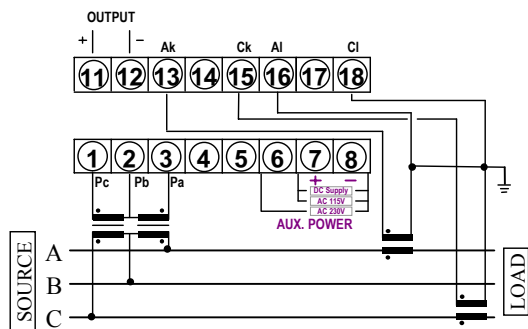 OUTPUT
+ −
Ak Ck Al Cl
11 12 13 14 15 16 17 18
1 2 3 4 5 6 7 8
Pc Pb Pa
+ −
DC Supply
AC 115V
AC 230V
AUX. POWER
SOURCE
A
B
C
LOAD